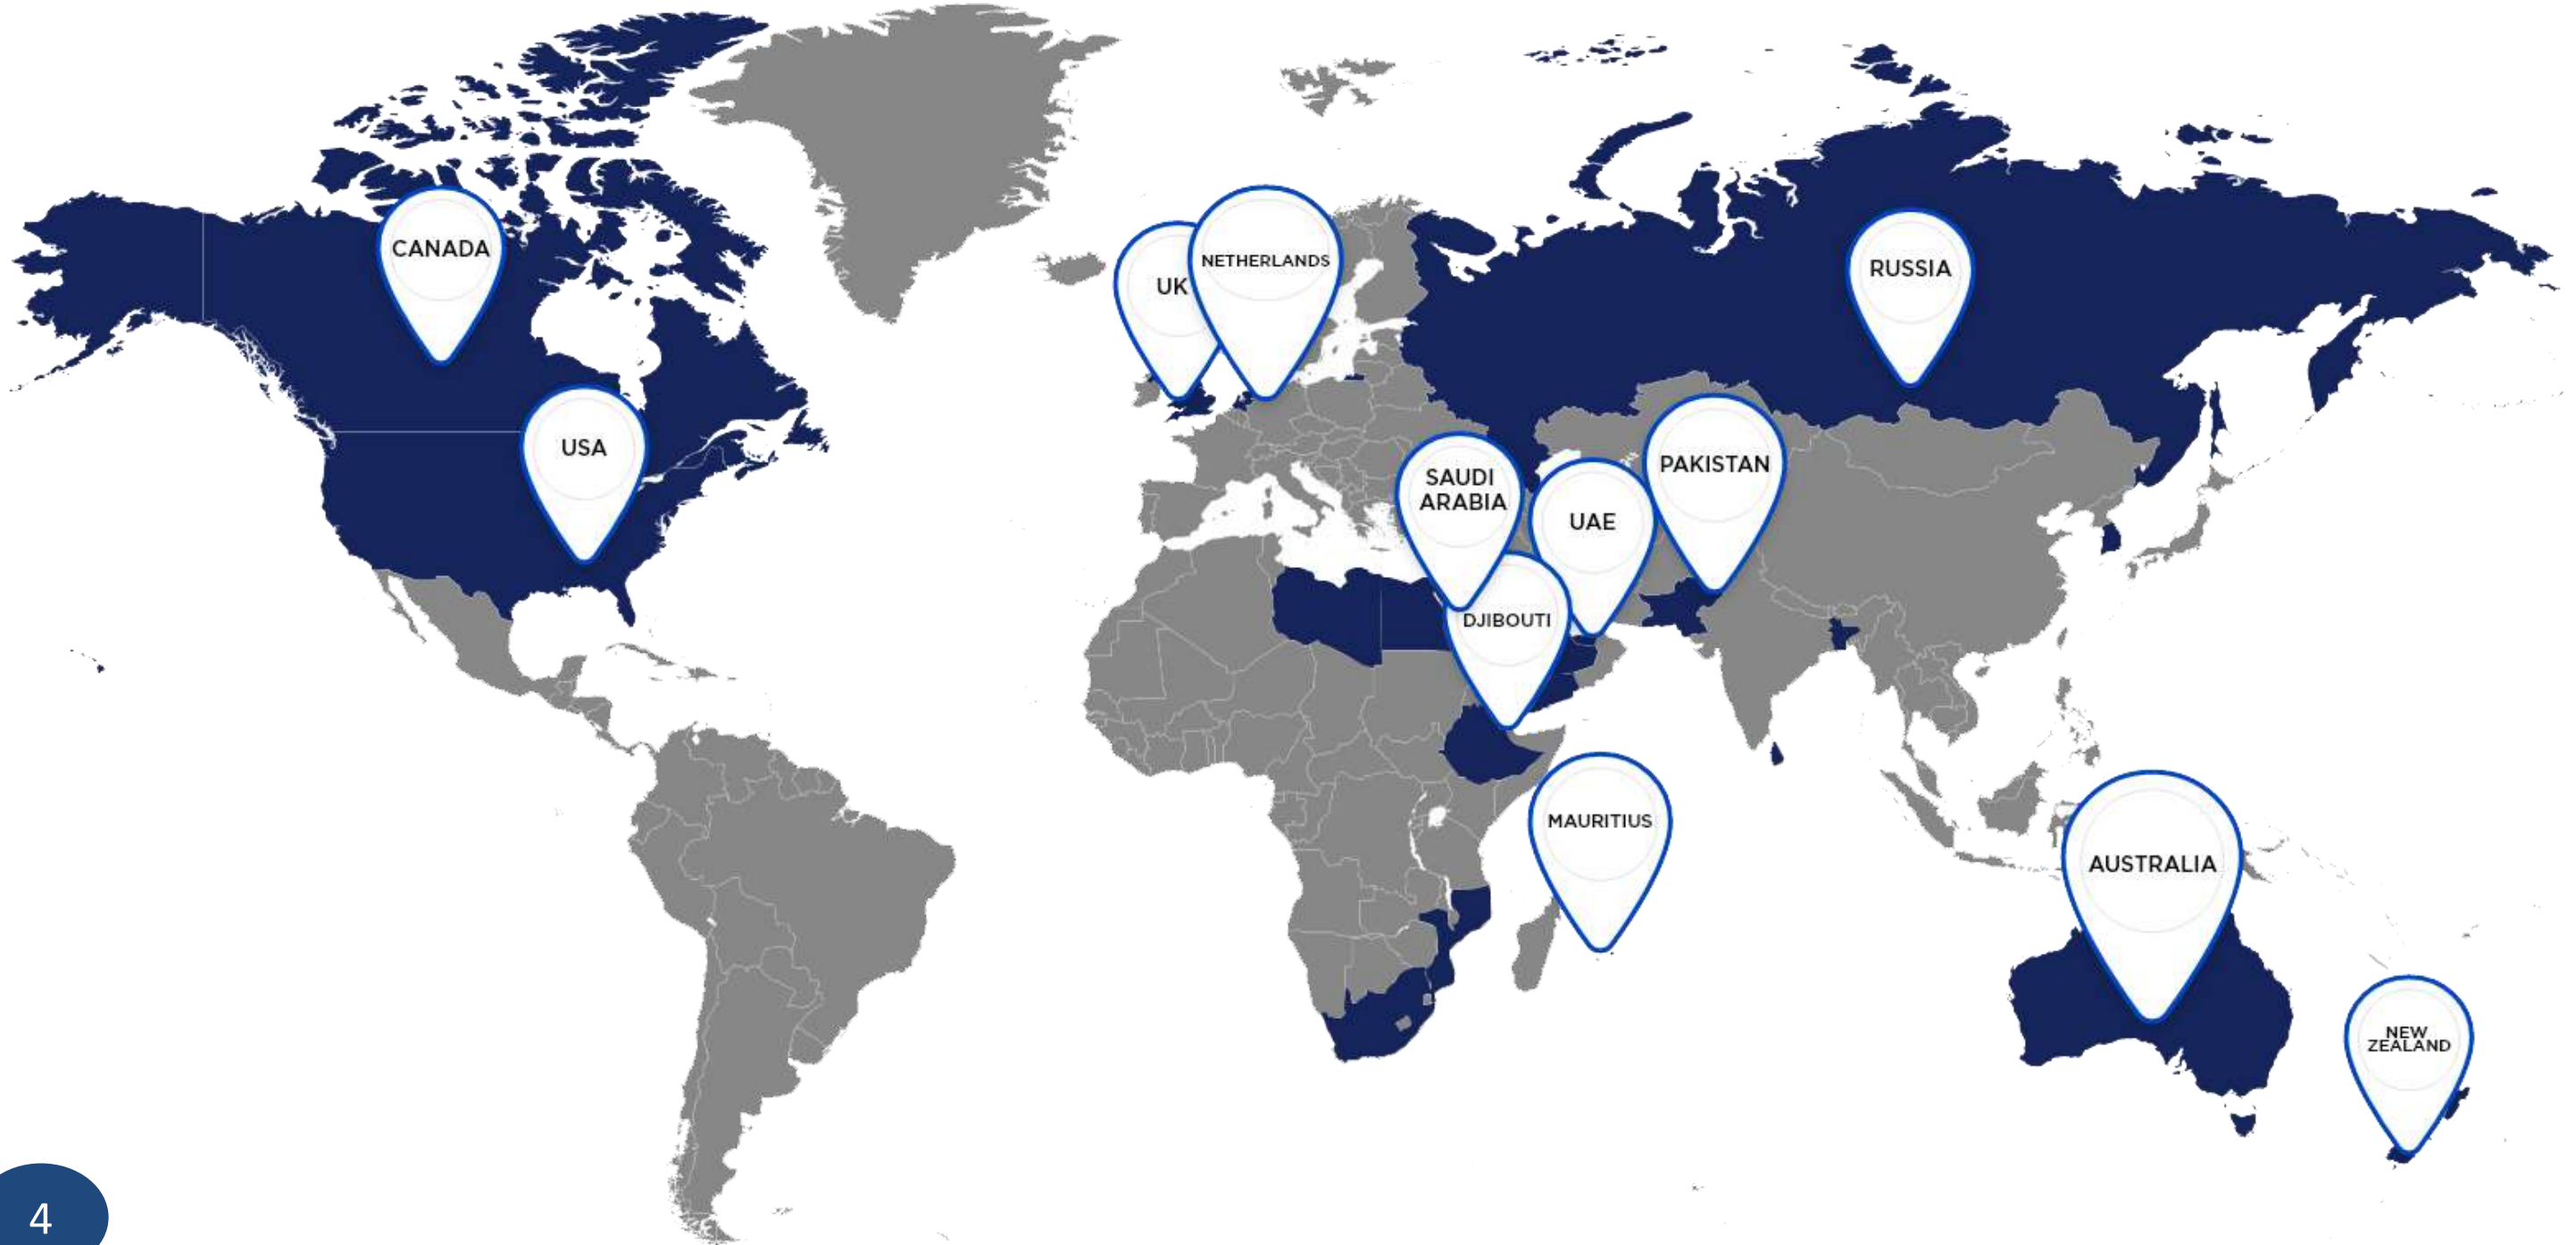 CANADA
USA
UK
NETHERLANDS
RUSSIA
SAUDI
ARABIA
UAE
PAKISTAN
DJIBOUTI
MAURITIUS
AUSTRALIA
NEW
ZEALAND
4